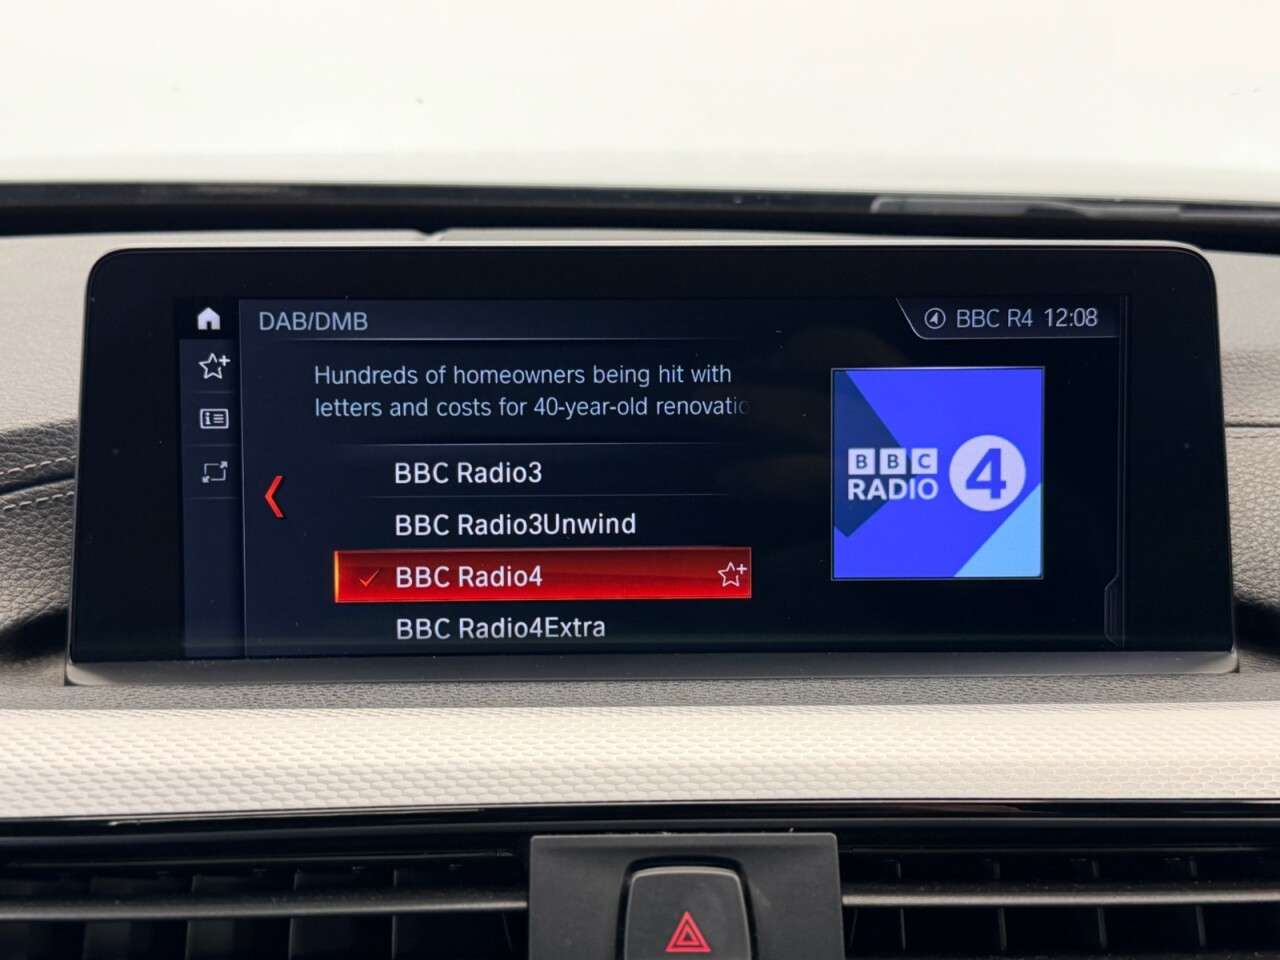 DAB/DMB
BBC R4 12:08
Hundreds of homeowners being hit with
letters and costs for 40-year-old renovatio
BBC Radio3
BBC Radio3Unwind
BBC Radio4
BBC Radio4Extra
BBC
RADIO 4